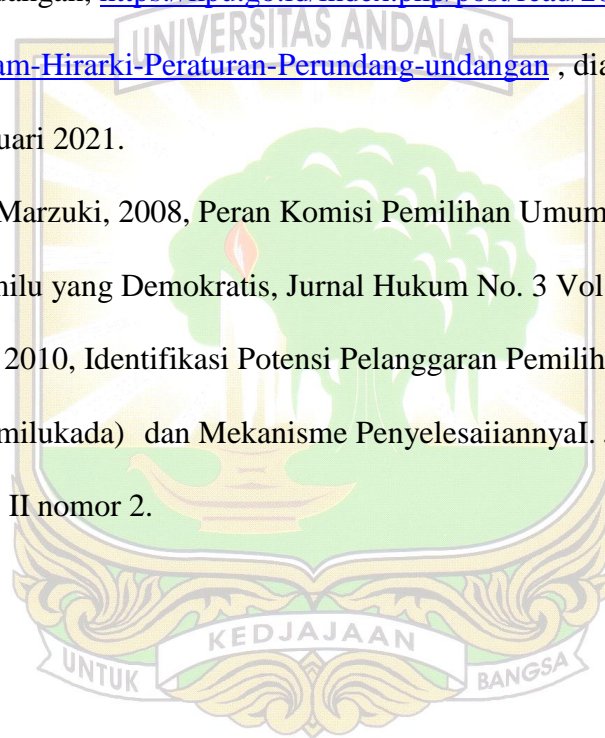 UNIVERSITAS ANDALAS
am-Hirarki-Peraturan-Perundang-undangan , dia
uari 2021.
Marzuki, 2008, Peran Komisi Pemilihan Umum
nilu yang Demokratis, Jurnal Hukum No. 3 Vol
2010, Identifikasi Potensi Pelanggaran Pemilih
milukada) dan Mekanisme PenyelesaiiannyaI.
II nomor 2.
KEDJAJAAN
UNTUK
BANGSA